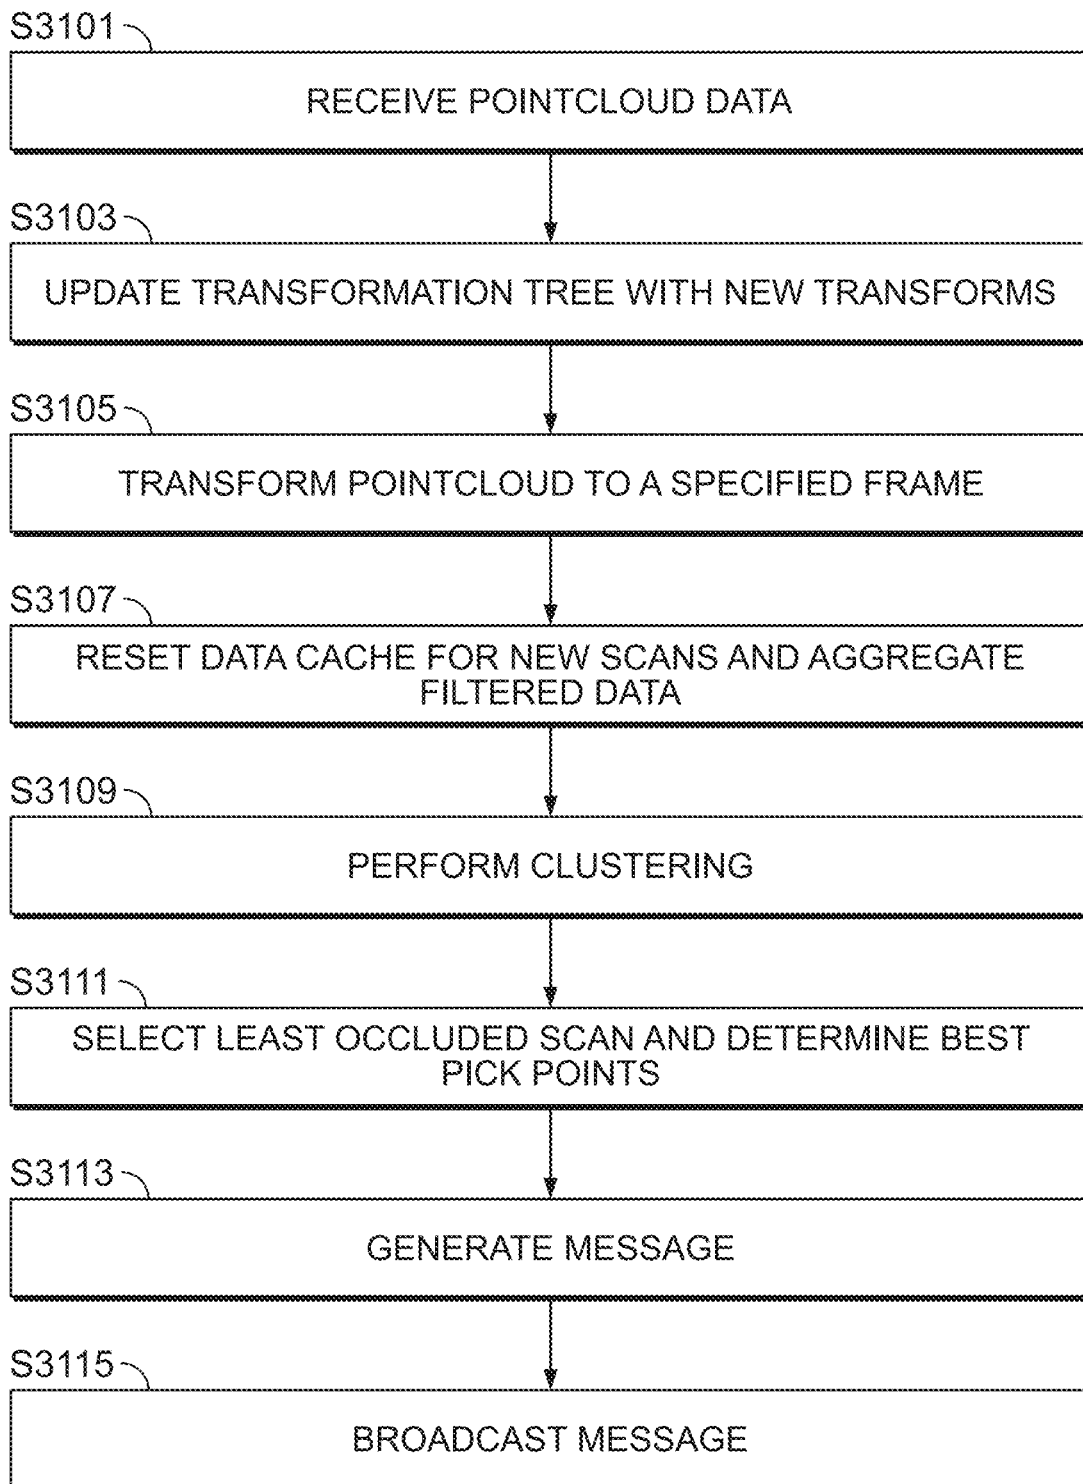 S3101
RECEIVE POINTCLOUD DATA
S3103
UPDATE TRANSFORMATION TREE WITH NEW TRANSFORMS
S3105
TRANSFORM POINTCLOUD TO A SPECIFIED FRAME
S3107
RESET DATA CACHE FOR NEW SCANS AND AGGREGATE
FILTERED DATA
S3109
PERFORM CLUSTERING
S3111
SELECT LEAST OCCLUDED SCAN AND DETERMINE BEST
PICK POINTS
S3113
GENERATE MESSAGE
S3115
BROADCAST MESSAGE